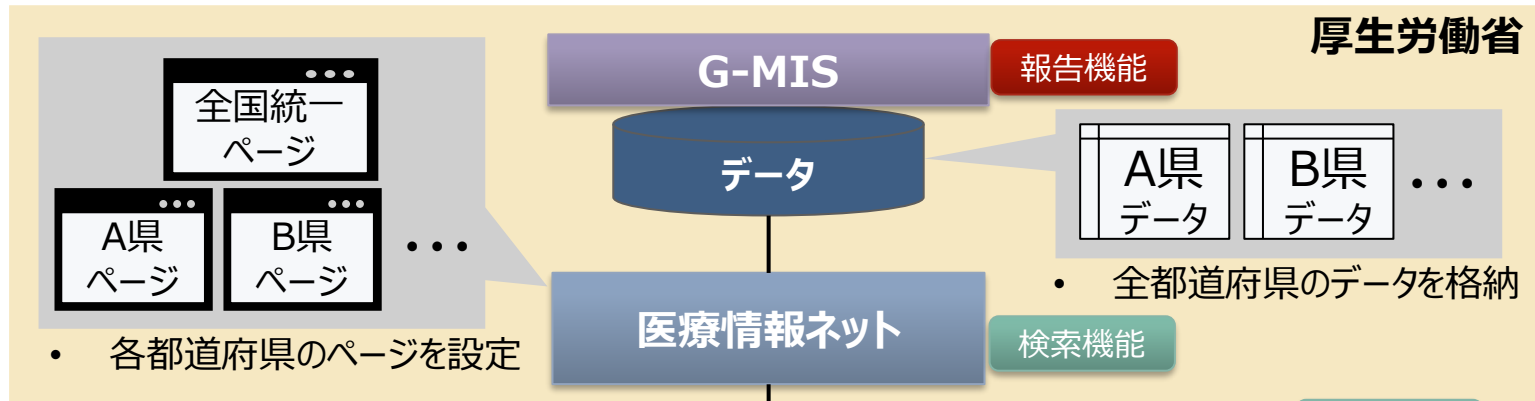 厚生労働省
G-MIS
報告機能
全国統一
ページ
A県
ページ
B県
ページ
・・・
データ
A県
データ
B県
データ
・・・
• 全都道府県のデータを格納
医療情報ネット
検索機能
• 各都道府県のページを設定